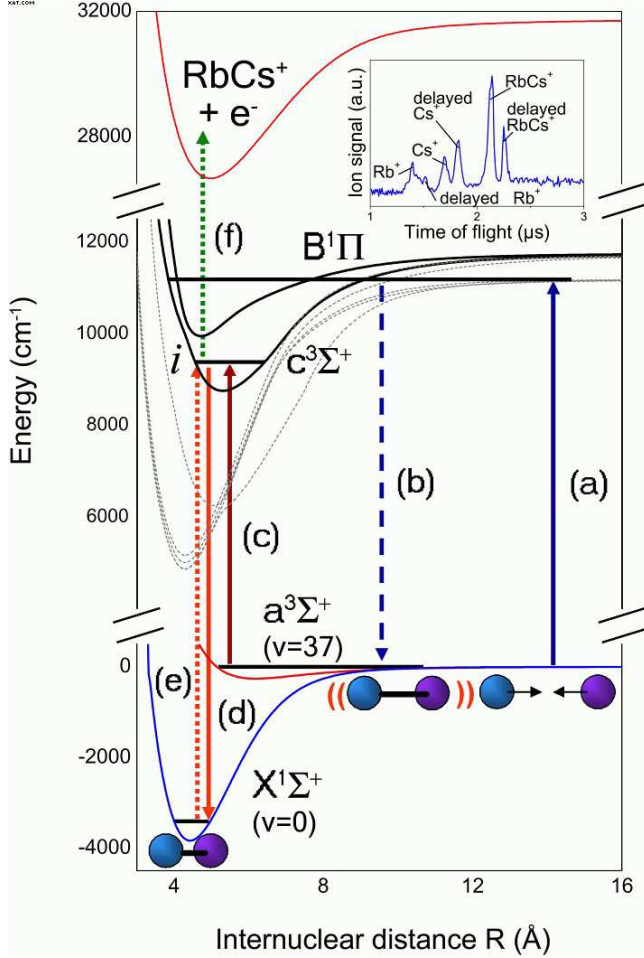 XAT.COM
32000
28000
12000
10000
8000
6000
0
-2000
-4000
Energy (cm⁻¹)
RbCs⁺
+ e⁻
(f)
B¹Π
i
c³Σ⁺
(b)
(a)
(c)
a³Σ⁺
(v=37)
(e)
(d)
X¹Σ⁺
(v=0)
4
8
12
16
Internuclear distance R (Å)
Ion signal (a.u.)
RbCs⁺
delayed
Cs⁺
delayed
RbCs⁺
Cs⁺
Rb⁺
delayed Rb⁺
1
2
3
Time of flight (µs)